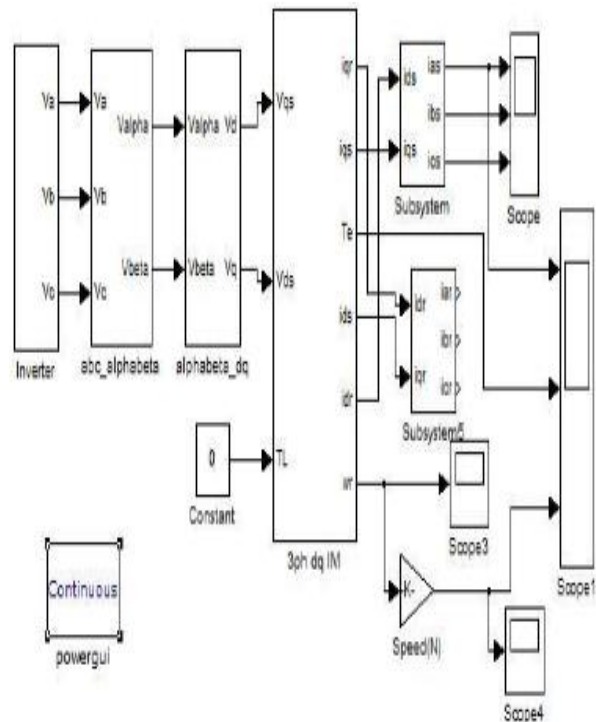 Va
Vb
Vc
Inverter
Va
Vb
Vc
Valpha
Vbeta
abc_alphabeta
Valpha
Vbeta
Vd
Vq
alphabeta_dq
0
Constant
Vqs
Vds
TL
iqr
iqs
Te
ids
idr
wr
3ph dq IM
ids
iqs
ias
ibs
ics
Subsystem
Scope
idr
iqr
iar
ibr
icr
Subsystem5
Scope3
K-
Speed(N)
Scope4
Scope1
Continuous
powergui